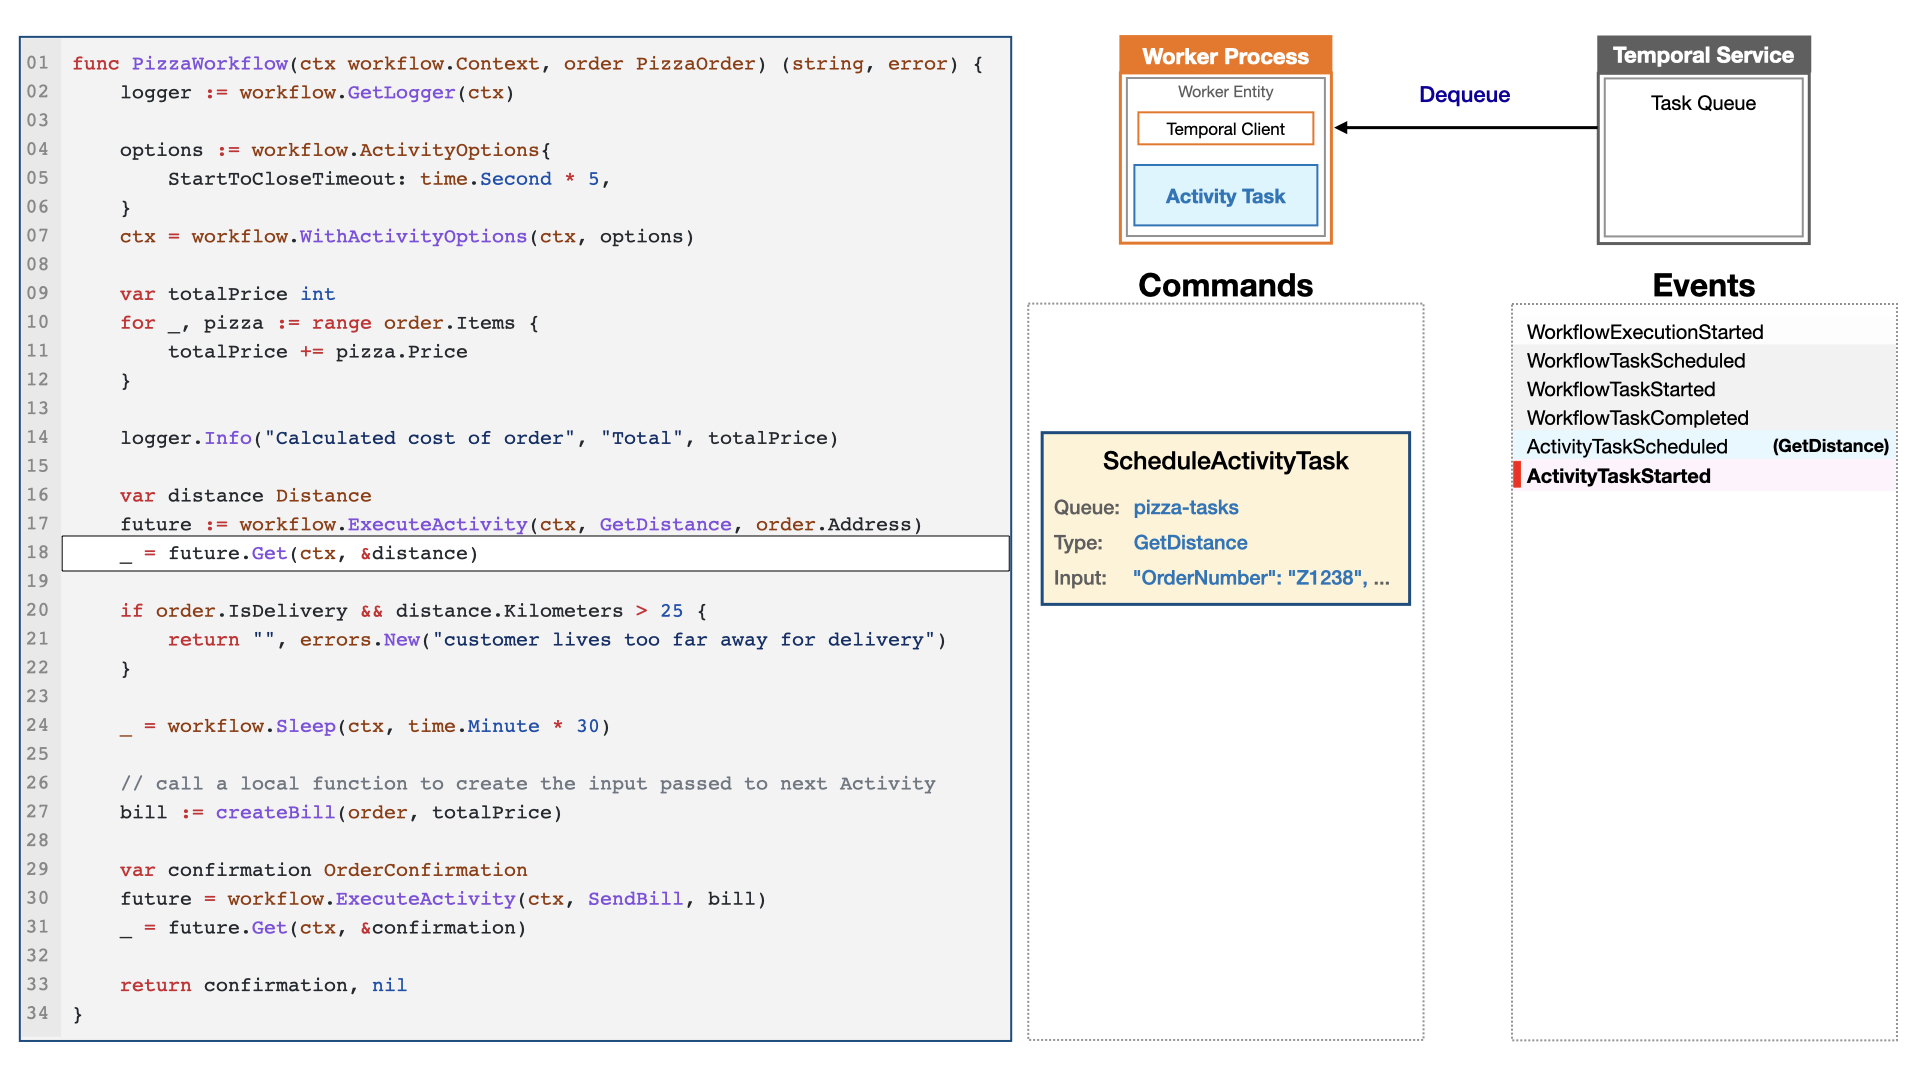 01 func PizzaWorkflow(ctx workflow.Context, order PizzaOrder) (string, error) {
02     logger := workflow.GetLogger(ctx)
03
04     options := workflow.ActivityOptions{
05         StartToCloseTimeout: time.Second * 5,
06     }
07     ctx = workflow.WithActivityOptions(ctx, options)
08
09     var totalPrice int
10     for _, pizza := range order.Items {
11         totalPrice += pizza.Price
12     }
13
14     logger.Info("Calculated cost of order", "Total", totalPrice)
15
16     var distance Distance
17     future := workflow.ExecuteActivity(ctx, GetDistance, order.Address)
18     _ = future.Get(ctx, &distance)
19
20     if order.IsDelivery && distance.Kilometers > 25 {
21         return "", errors.New("customer lives too far away for delivery")
22     }
23
24     _ = workflow.Sleep(ctx, time.Minute * 30)
25
26     // call a local function to create the input passed to next Activity
27     bill := createBill(order, totalPrice)
28
29     var confirmation OrderConfirmation
30     future = workflow.ExecuteActivity(ctx, SendBill, bill)
31     _ = future.Get(ctx, &confirmation)
32
33     return confirmation, nil
34 }
Worker Process
Worker Entity
Temporal Client
Activity Task
Dequeue
Temporal Service
Task Queue
Commands
ScheduleActivityTask
Queue: pizza-tasks
Type: GetDistance
Input: "OrderNumber": "Z1238", ...
Events
WorkflowExecutionStarted
WorkflowTaskScheduled
WorkflowTaskStarted
WorkflowTaskCompleted
ActivityTaskScheduled (GetDistance)
ActivityTaskStarted